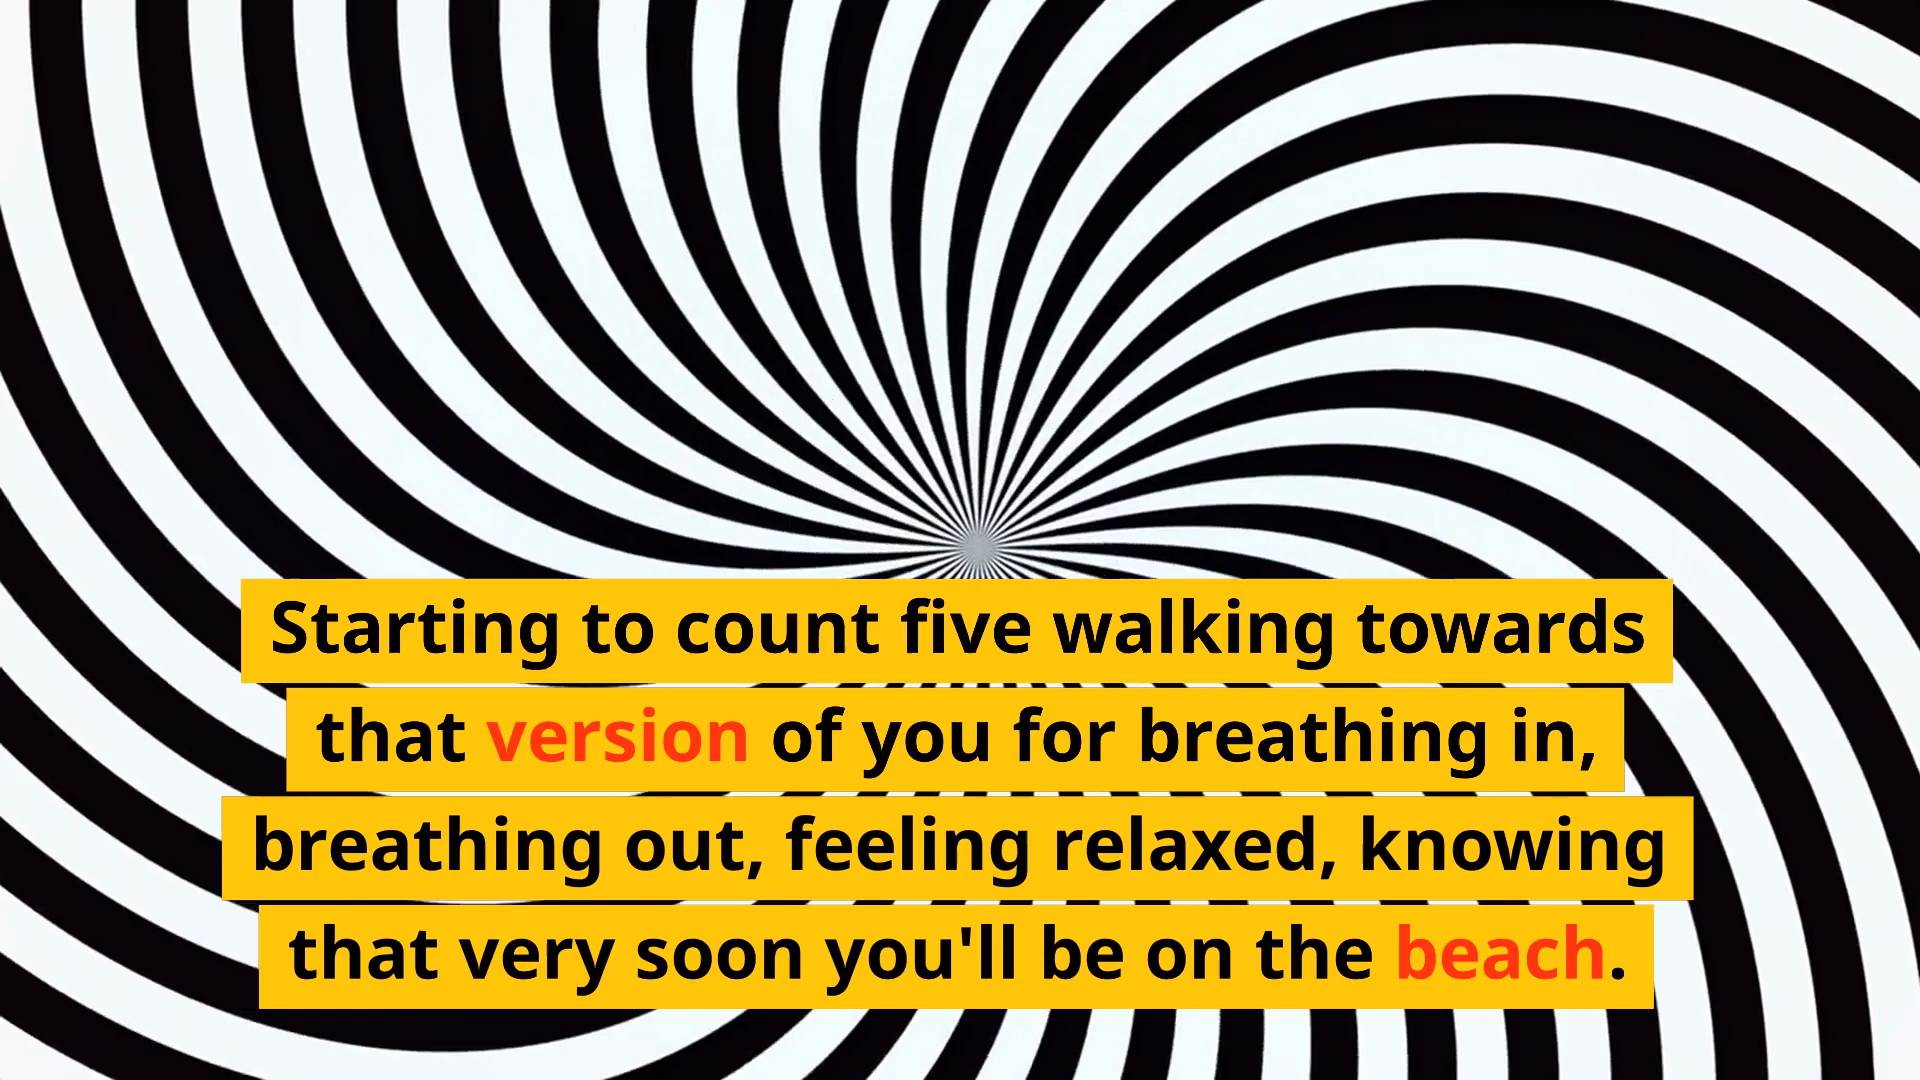 Starting to count five walking towards
that version of you for breathing in,
breathing out, feeling relaxed, knowing
that very soon you'll be on the beach.